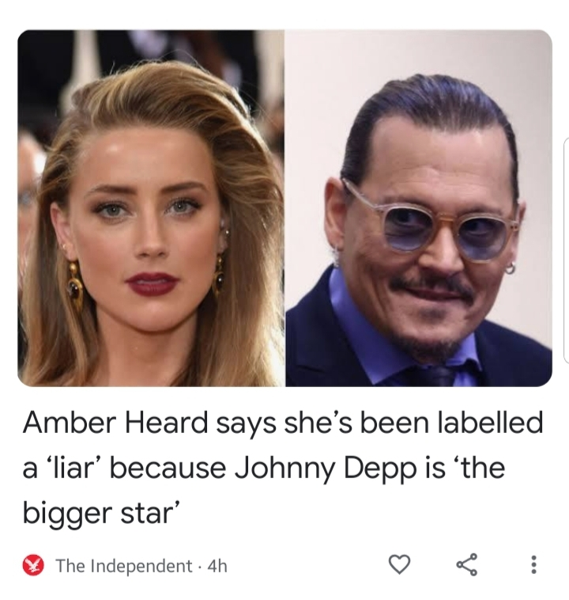 Amber Heard says she’s been labelled
a ‘liar’ because Johnny Depp is ‘the
bigger star’
The Independent · 4h